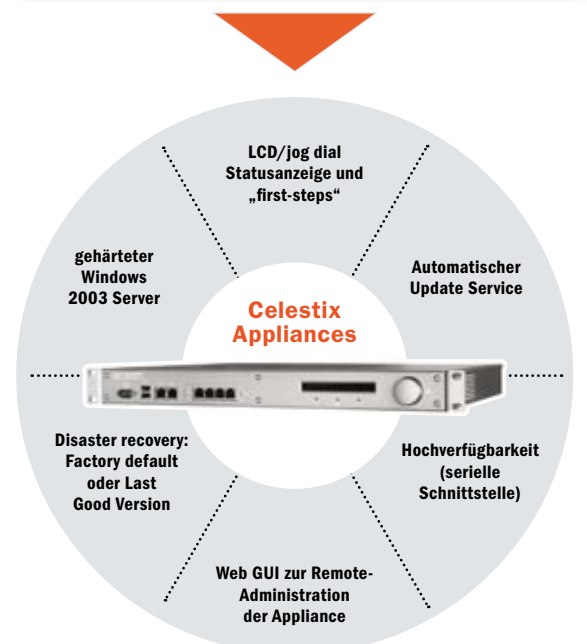 LCD/jog dial
Statusanzeige und
„first-steps“
gehärteter
Windows
2003 Server
Automatischer
Update Service
Celestix
Appliances
Disaster recovery:
Factory default
oder Last
Good Version
Hochverfügbarkeit
(serielle
Schnittstelle)
Web GUI zur Remote-
Administration
der Appliance